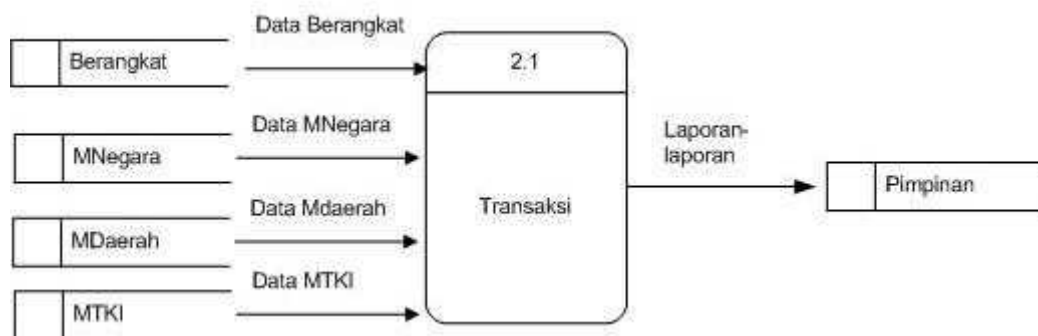 Data Berangkat
Berangkat
2.1
Data MNegara
MNegara
Laporan-
laporan
Pimpinan
Data Mdaerah
Transaksi
MDaerah
Data MTKI
MTKI